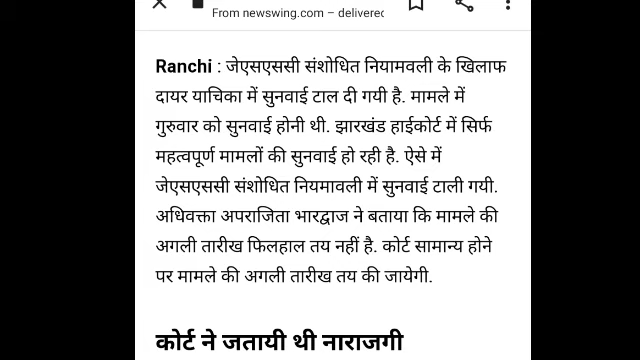 From newswing.com – delivered
Ranchi : जेएसएससी संशोधित नियामवली के खिलाफ
दायर याचिका में सुनवाई टाल दी गयी है. मामले में
गुरुवार को सुनवाई होनी थी. झारखंड हाईकोर्ट में सिर्फ
महत्वपूर्ण मामलों की सुनवाई हो रही है. ऐसे में
जेएसएससी संशोधित नियमावली में सुनवाई टाली गयी.
अधिवक्ता अपराजिता भारद्वाज ने बताया कि मामले की
अगली तारीख फिलहाल तय नहीं है. कोर्ट सामान्य होने
पर मामले की अगली तारीख तय की जायेगी.
कोर्ट ने जतायी थी नाराजगी